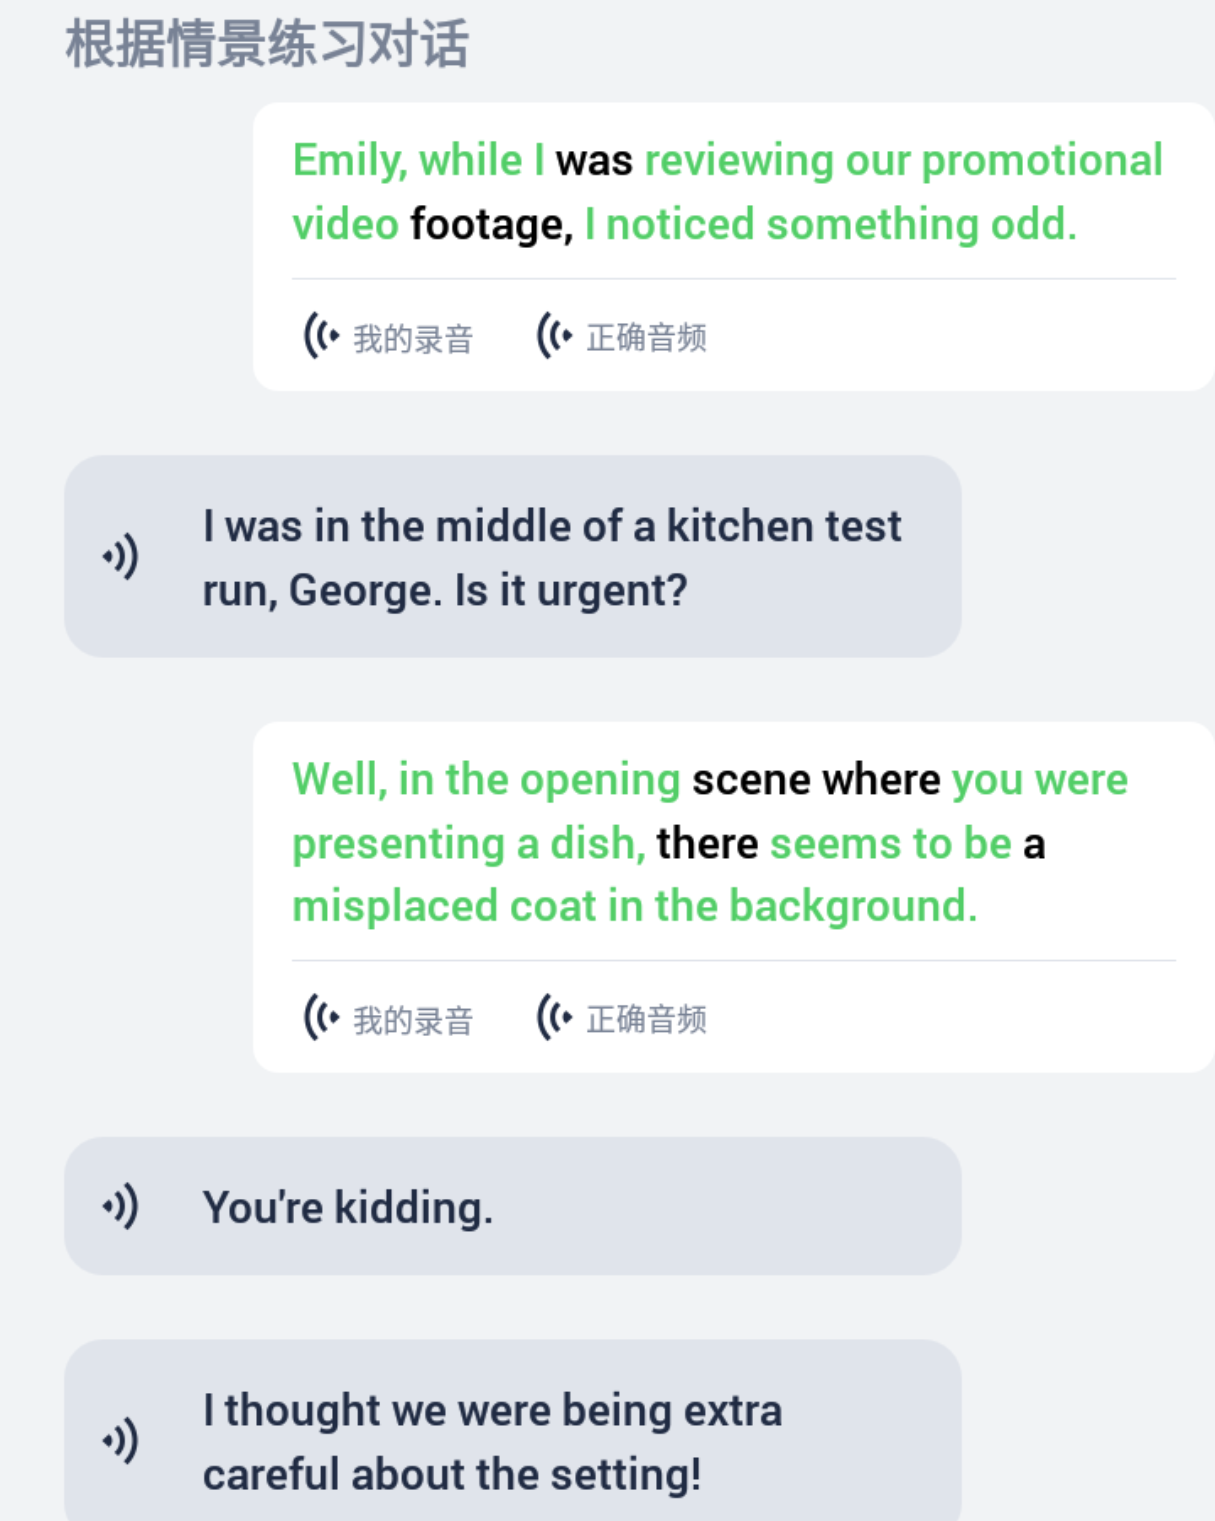 根据情景练习对话
Emily, while I was reviewing our promotional
video footage, I noticed something odd.
我的录音 正确音频
I was in the middle of a kitchen test
run, George. Is it urgent?
Well, in the opening scene where you were
presenting a dish, there seems to be a
misplaced coat in the background.
我的录音 正确音频
You're kidding.
I thought we were being extra
careful about the setting!